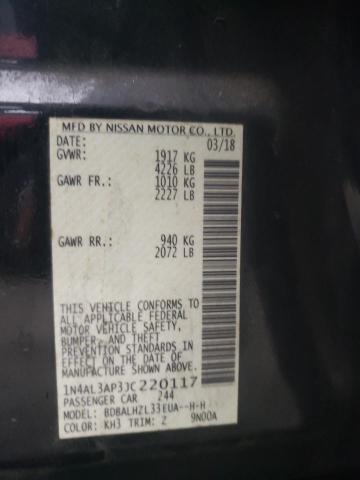 MFD BY NISSAN MOTOR CO., LTD.
DATE: 03/18
GVWR: 1917 KG
4226 LB
GAWR FR.: 1010 KG
2227 LB
GAWR RR.: 940 KG
2072 LB
THIS VEHICLE CONFORMS TO
ALL APPLICABLE FEDERAL
MOTOR VEHICLE SAFETY,
BUMPER, AND THEFT
PREVENTION STANDARDS
IN EFFECT ON THE DATE OF
MANUFACTURE SHOWN ABOVE.
1N4AL3AP3JC220117
PASSENGER CAR 244
MODEL: BDBALHZL33EUA--H-H
COLOR: KH3 TRIM: Z 9N00A